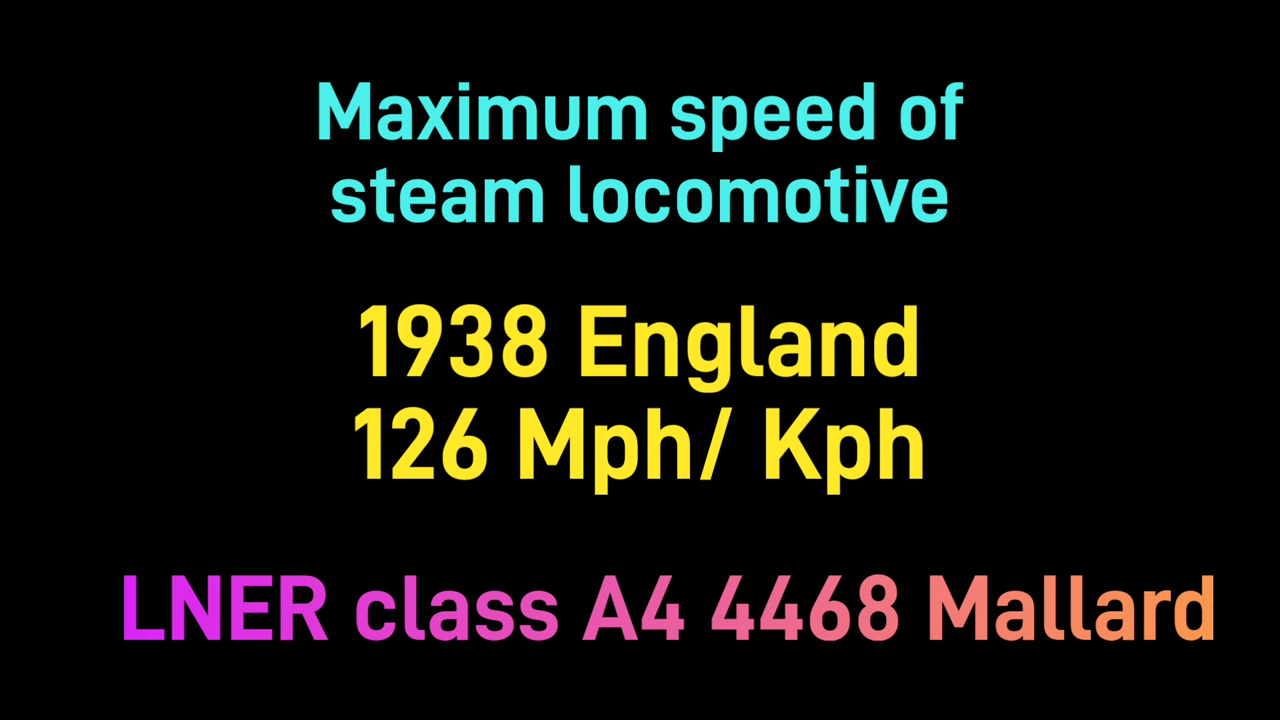 Maximum speed of
steam locomotive
1938 England
126 Mph/ Kph
LNER class A4 4468 Mallard